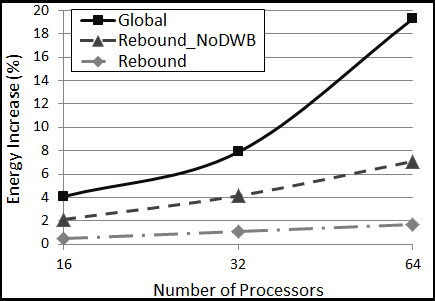 Energy Increase (%)
20
18
16
14
12
10
8
6
4
2
0
Global
Rebound_NoDWB
Rebound
16
32
64
Number of Processors